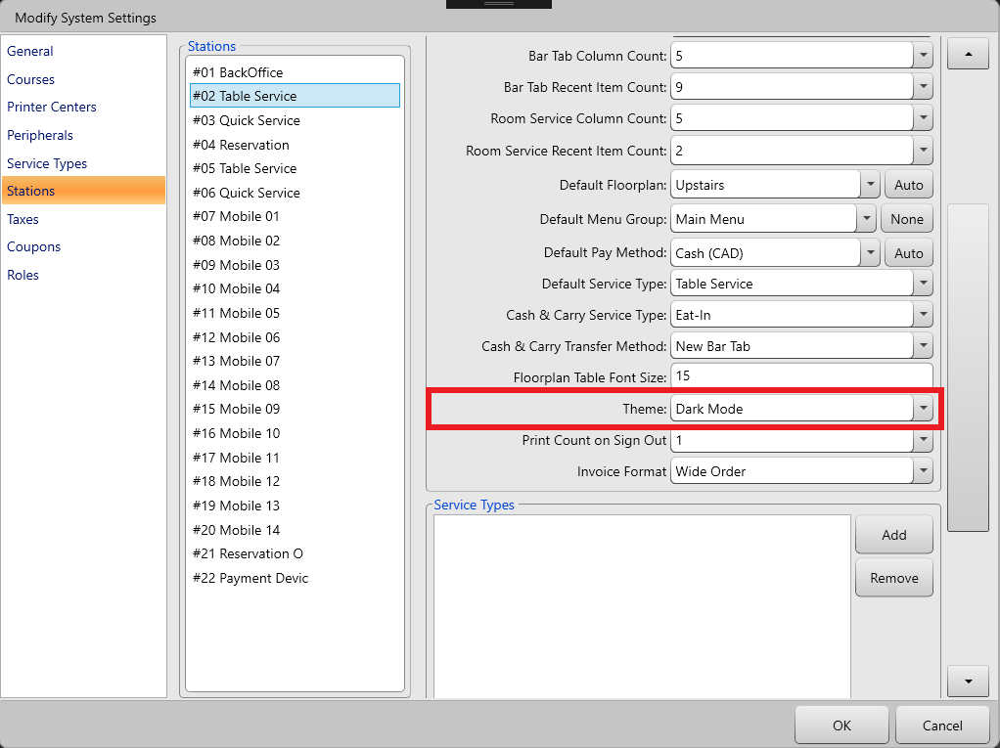 Modify System Settings
General
Courses
Printer Centers
Peripherals
Service Types
Stations
Taxes
Coupons
Roles
Stations
#01 BackOffice
#02 Table Service
#03 Quick Service
#04 Reservation
#05 Table Service
#06 Quick Service
#07 Mobile 01
#08 Mobile 02
#09 Mobile 03
#10 Mobile 04
#11 Mobile 05
#12 Mobile 06
#13 Mobile 07
#14 Mobile 08
#15 Mobile 09
#16 Mobile 10
#17 Mobile 11
#18 Mobile 12
#19 Mobile 13
#20 Mobile 14
#21 Reservation O
#22 Payment Devic
Bar Tab Column Count: 5
Bar Tab Recent Item Count: 9
Room Service Column Count: 5
Room Service Recent Item Count: 2
Default Floorplan: Upstairs Auto
Default Menu Group: Main Menu None
Default Pay Method: Cash (CAD) Auto
Default Service Type: Table Service
Cash & Carry Service Type: Eat-In
Cash & Carry Transfer Method: New Bar Tab
Floorplan Table Font Size: 15
Theme: Dark Mode
Print Count on Sign Out 1
Invoice Format Wide Order
Service Types
Add
Remove
OK Cancel